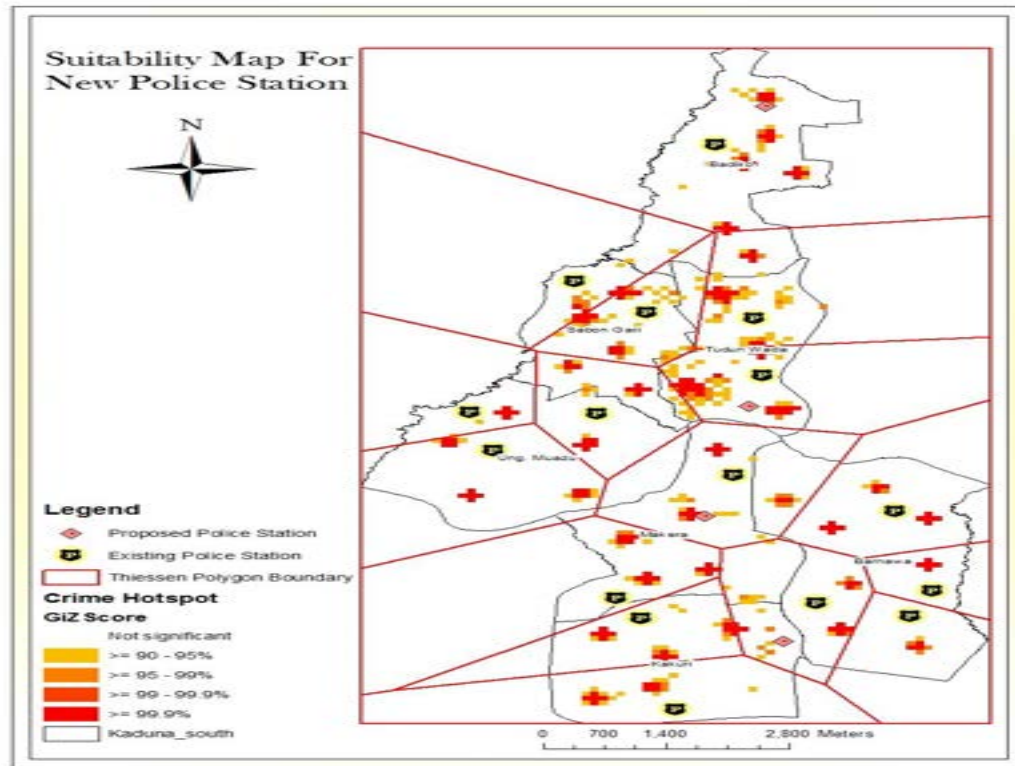 Suitability Map For
New Police Station
N
Badikon
Sabon Gari
Tudun Wada
Ung. Muazu
Makera
Barnawa
Kakuri
Legend
Proposed Police Station
Existing Police Station
Thiessen Polygon Boundary
Crime Hotspot
GiZ Score
Not significant
>= 90 - 95%
>= 95 - 99%
>= 99 - 99.9%
>= 99.9%
Kaduna_south
0 700 1,400 2,800 Meters